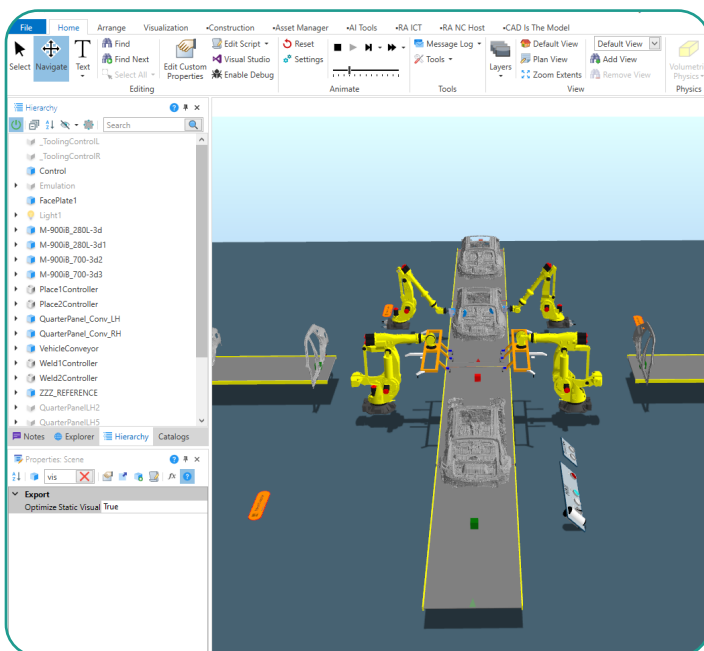 File Home Arrange Visualization •Construction •Asset Manager •AI Tools •RA ICT •RA NC Host •CAD Is The Model
Select Navigate Text
Find
Find Next
Select All
Editing
Edit Custom Properties
Edit Script
Visual Studio
Enable Debug
Reset
Settings
Animate
Message Log
Tools
Tools
Layers
Default View
Plan View
Zoom Extents
Default View
Add View
Remove View
View
Volumetric
Physics
Physics
Hierarchy
Search
_ToolingControlL
_ToolingControlR
Control
Emulation
FacePlate1
Light1
M-900iB_280L-3d
M-900iB_280L-3d1
M-900iB_700-3d2
M-900iB_700-3d3
Place1Controller
Place2Controller
QuarterPanel_Conv_LH
QuarterPanel_Conv_RH
VehicleConveyor
Weld1Controller
Weld2Controller
ZZZ_REFERENCE
QuarterPanelLH2
QuarterPanelLH5
Notes Explorer Hierarchy Catalogs
Properties: Scene
vis
Export
Optimize Static Visual True